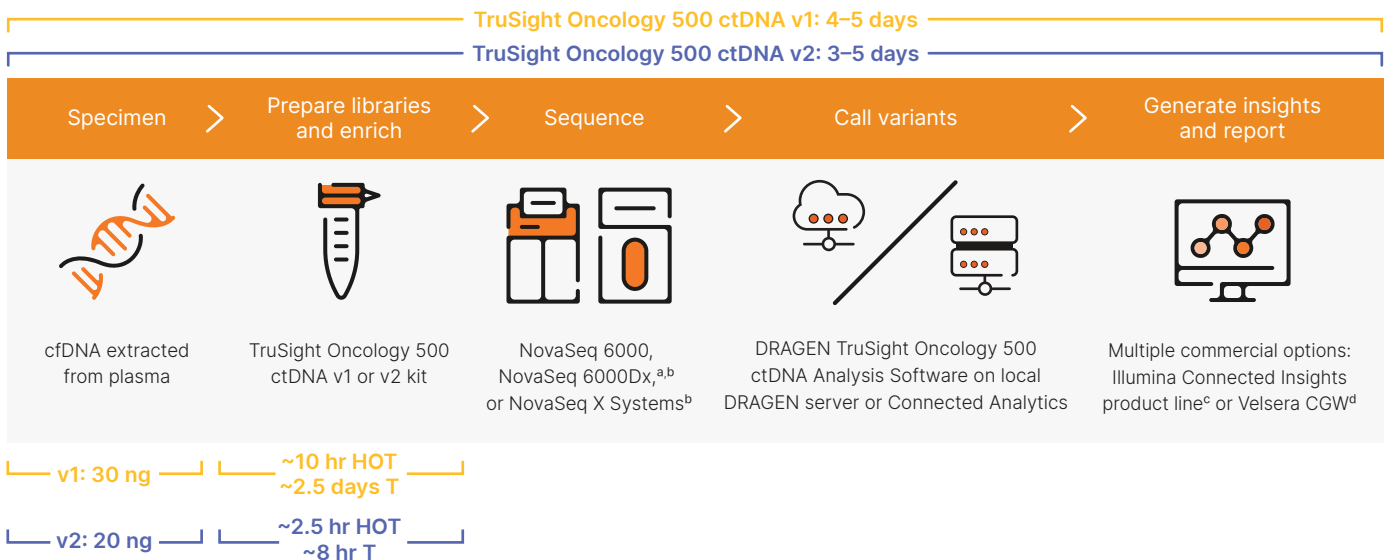 TruSight Oncology 500 ctDNA v1: 4–5 days
TruSight Oncology 500 ctDNA v2: 3–5 days
Specimen
Prepare libraries
and enrich
Sequence
Call variants
Generate insights
and report
cfDNA extracted
from plasma
TruSight Oncology 500
ctDNA v1 or v2 kit
NovaSeq 6000,
NovaSeq 6000Dx,a,b
or NovaSeq X Systemsb
DRAGEN TruSight Oncology 500
ctDNA Analysis Software on local
DRAGEN server or Connected Analytics
Multiple commercial options:
Illumina Connected Insights
product linec or Velsera CGWd
v1: 30 ng
~10 hr HOT
~2.5 days T
v2: 20 ng
~2.5 hr HOT
~8 hr T